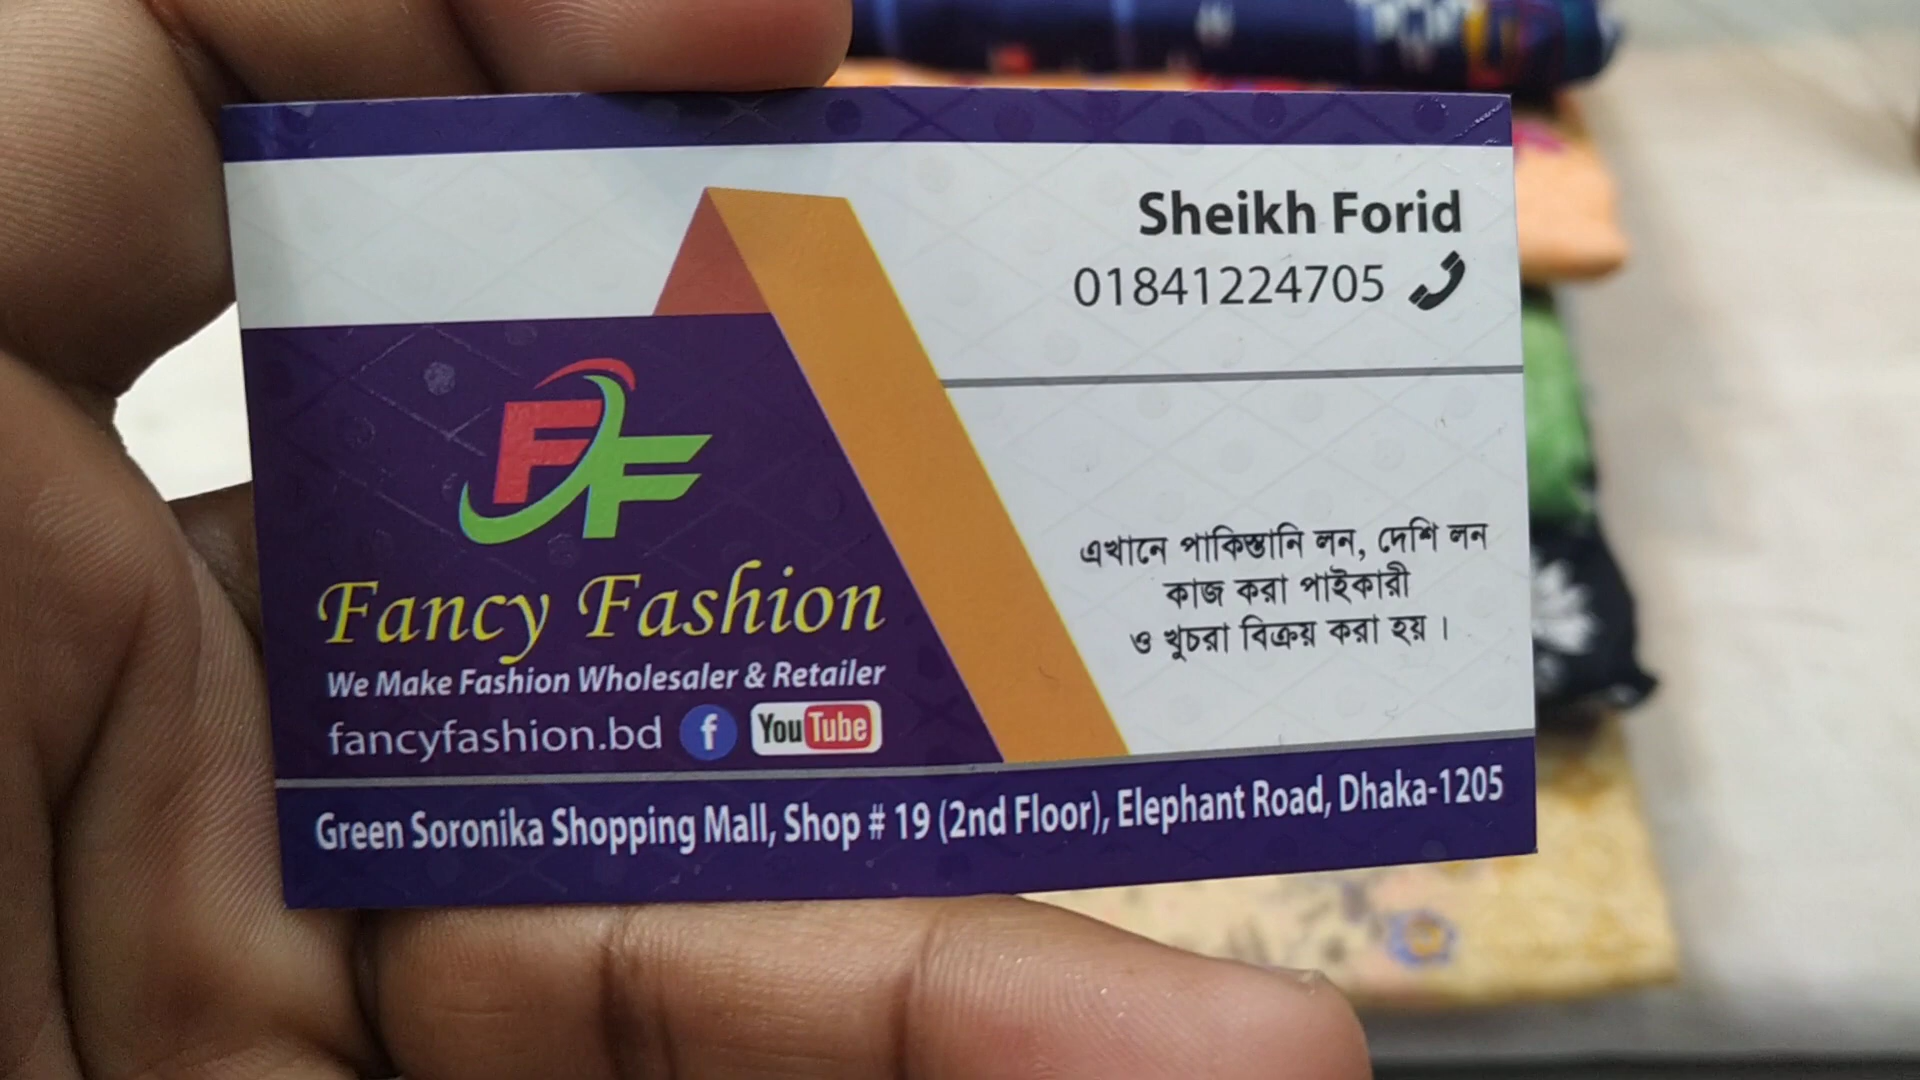 Sheikh Forid
01841224705
FF
Fancy Fashion
We Make Fashion Wholesaler & Retailer
fancyfashion.bd f YouTube
এখানে পাকিস্তানি লন, দেশি লন
কাজ করা পাইকারী
ও খুচরা বিক্রয় করা হয়।
Green Soronika Shopping Mall, Shop # 19 (2nd Floor), Elephant Road, Dhaka-1205